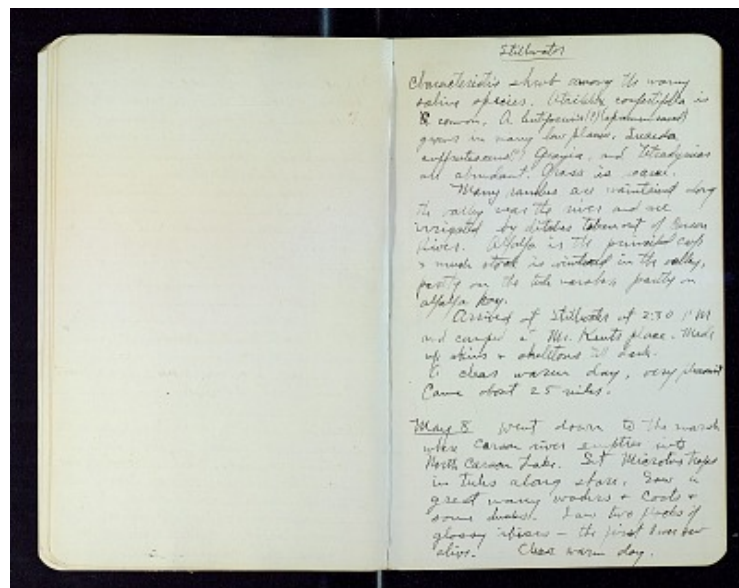 Stillwater
Characteristic shrub among the many
saline species. Atriplex confertifolia is
common. A lentiformis (?)
grows in many low places. Suaeda
suffrutescens(?) Grayia, and Tetradymias
are abundant. Grass is scarce.
Many ranches are maintained along
the valley near the river and are
irrigated by ditches taken out of Carson
River. Alfalfa is the principal crop
+ much stock is wintered in the valley,
partly on the tule marshes partly on
alfalfa hay.
Arrived at Stillwater at 2:30 PM
and camped at Mr. Kents place. Made
up skins + skeletons till dark.
A clear warm day, very pleasant
Came about 25 miles.
May 8 Went down to the marsh
where Carson river empties into
North Carson Lake. Set Microtus traps
in tules along shore. Saw a
great many waders + Coots +
some ducks. Saw two flocks of
glossy ibises – the first I ever saw
alive. Clear warm day.